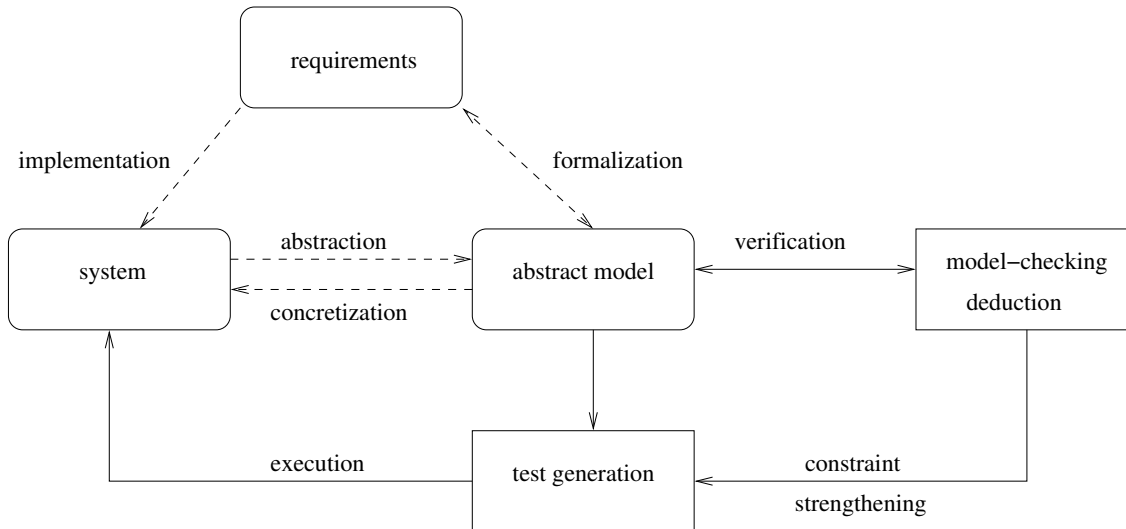 requirements
implementation
formalization
abstraction
verification
system
abstract model
model−checking
deduction
concretization
execution
test generation
constraint
strengthening